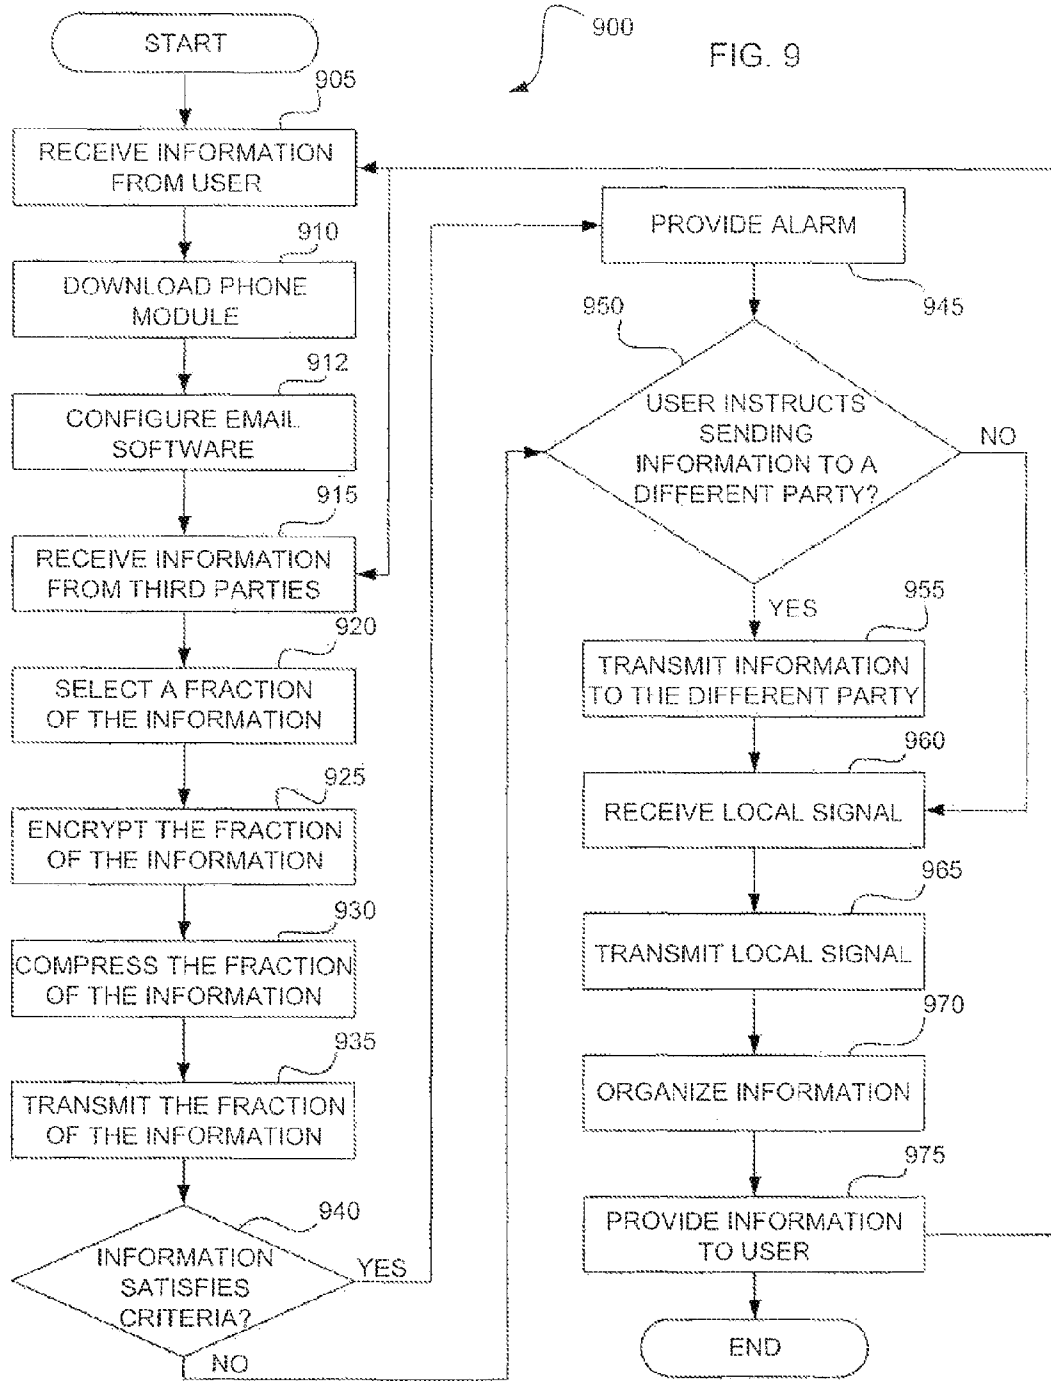 900
FIG. 9
START
905
RECEIVE INFORMATION
FROM USER
910
DOWNLOAD PHONE
MODULE
912
CONFIGURE EMAIL
SOFTWARE
915
RECEIVE INFORMATION
FROM THIRD PARTIES
920
SELECT A FRACTION
OF THE INFORMATION
925
ENCRYPT THE FRACTION
OF THE INFORMATION
930
COMPRESS THE FRACTION
OF THE INFORMATION
935
TRANSMIT THE FRACTION
OF THE INFORMATION
940
INFORMATION
SATISFIES
CRITERIA?
YES
NO
PROVIDE ALARM
945
950
USER INSTRUCTS
SENDING
INFORMATION TO A
DIFFERENT PARTY?
NO
YES
955
TRANSMIT INFORMATION
TO THE DIFFERENT PARTY
960
RECEIVE LOCAL SIGNAL
965
TRANSMIT LOCAL SIGNAL
970
ORGANIZE INFORMATION
975
PROVIDE INFORMATION
TO USER
END